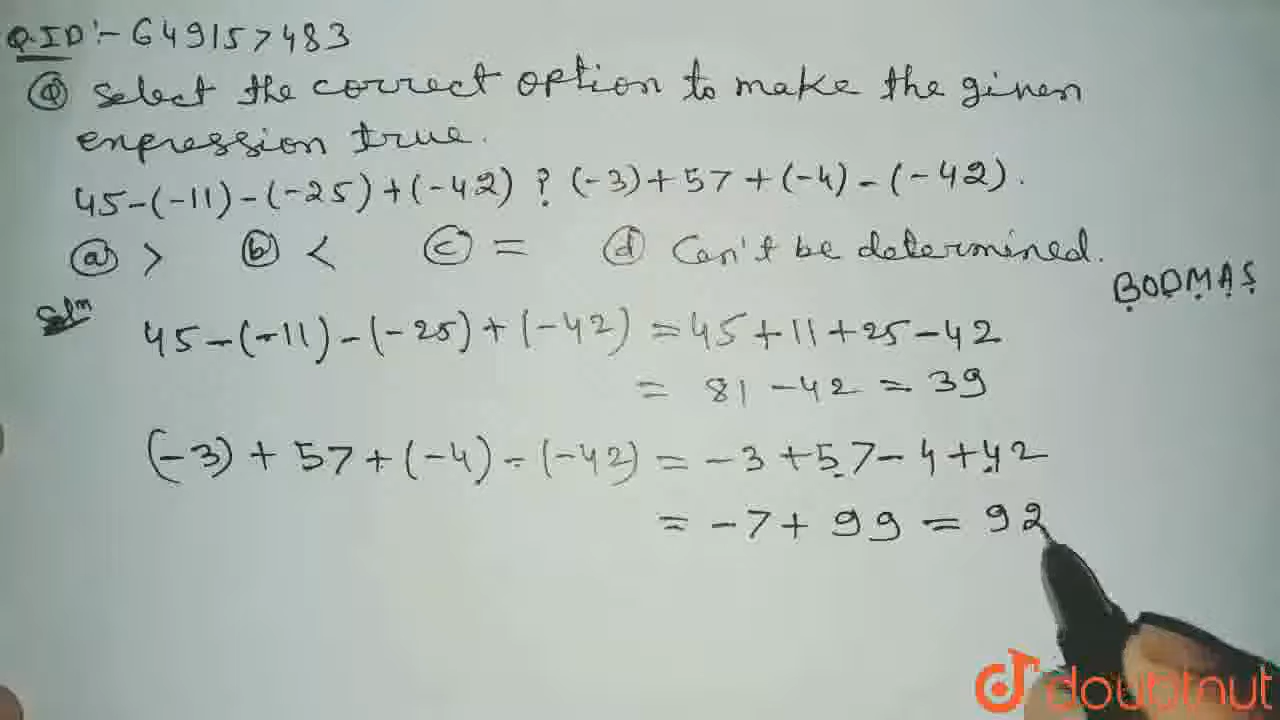 Q.ID:- 649157483
Q Select the correct option to make the given
expression true.
45-(-11)-(-25)+(-42) ? (-3)+57+(-4)-(-42).
a > b < c = d Can't be determined.
BODMAS
Soln
45-(-11)-(-25)+(-42) = 45+11+25-42
= 81-42 = 39
(-3)+57+(-4)-(-42) = -3+57-4+42
= -7+99 = 92
doubtnut